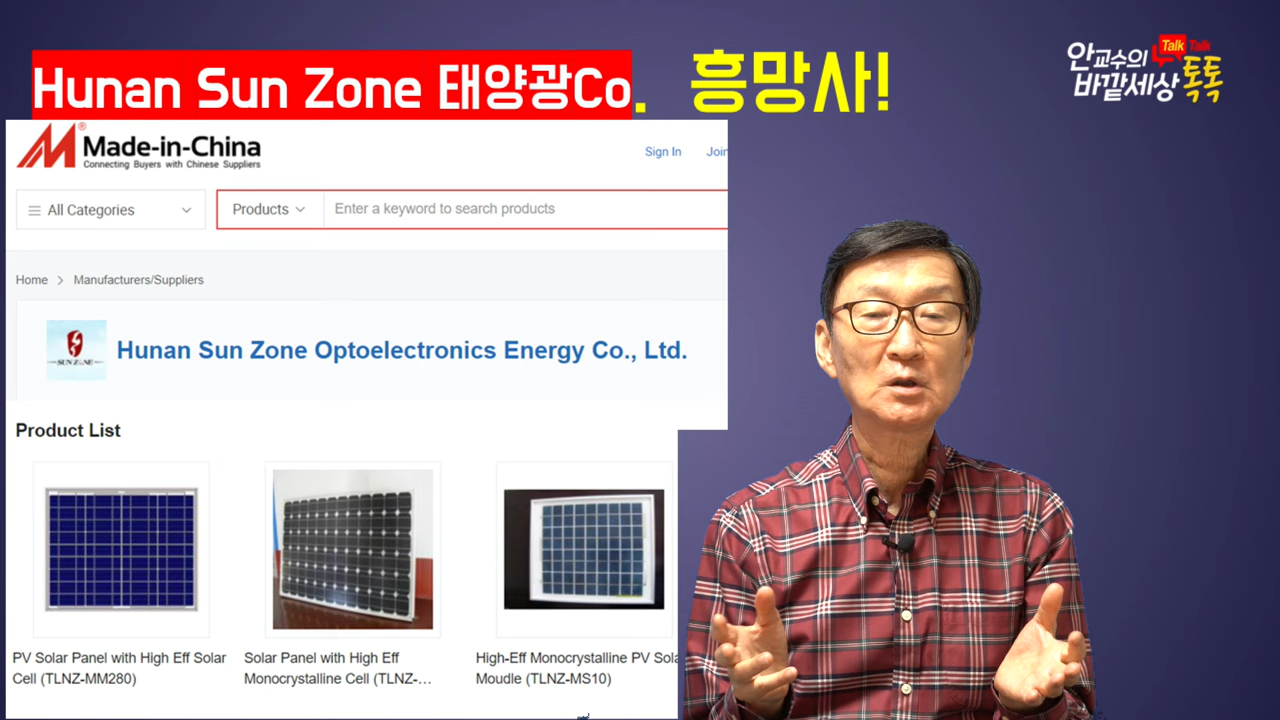 Hunan Sun Zone 태양광Co. 흥망사!
Talk Talk
안교수의
바깥세상 톡톡
Made-in-China
Connecting Buyers with Chinese Suppliers
Sign In Join
All Categories Products Enter a keyword to search products
Home > Manufacturers/Suppliers
SUN ZONE
Hunan Sun Zone Optoelectronics Energy Co., Ltd.
Product List
PV Solar Panel with High Eff Solar
Cell (TLNZ-MM280)
Solar Panel with High Eff
Monocrystalline Cell (TLNZ-...
High-Eff Monocrystalline PV Sola
Moudle (TLNZ-MS10)